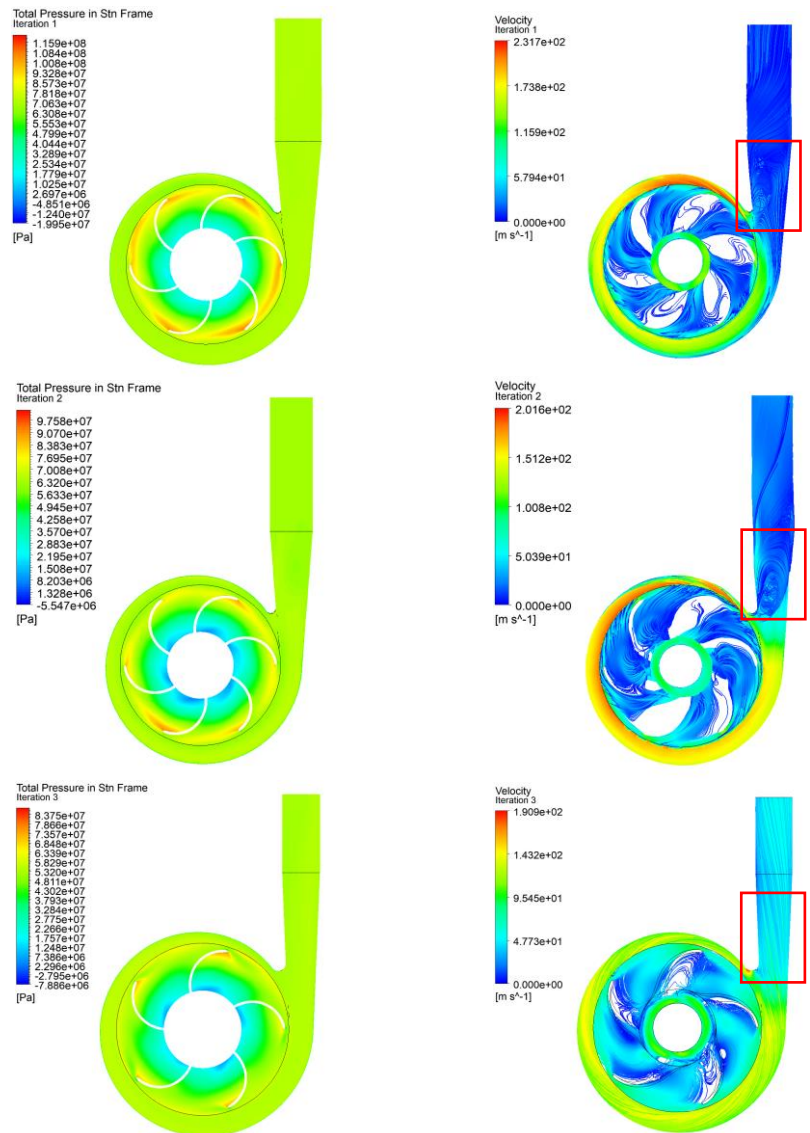 Total Pressure in Stn Frame
Iteration 1
1.159e+08
1.084e+08
1.008e+08
9.328e+07
8.573e+07
7.818e+07
7.063e+07
6.308e+07
5.553e+07
4.799e+07
4.044e+07
3.289e+07
2.534e+07
1.779e+07
1.025e+07
2.697e+06
-4.851e+06
-1.240e+07
-1.995e+07
[Pa]
Velocity
Iteration 1
2.317e+02
1.738e+02
1.159e+02
5.794e+01
0.000e+00
[m s^-1]
Total Pressure in Stn Frame
Iteration 2
9.758e+07
9.070e+07
8.383e+07
7.695e+07
7.008e+07
6.320e+07
5.633e+07
4.945e+07
4.258e+07
3.570e+07
2.883e+07
2.195e+07
1.508e+07
8.203e+06
1.328e+06
-5.547e+06
[Pa]
Velocity
Iteration 2
2.016e+02
1.512e+02
1.008e+02
5.039e+01
0.000e+00
[m s^-1]
Total Pressure in Stn Frame
Iteration 3
8.375e+07
7.866e+07
7.357e+07
6.848e+07
6.339e+07
5.829e+07
5.320e+07
4.811e+07
4.302e+07
3.793e+07
3.284e+07
2.775e+07
2.266e+07
1.757e+07
1.248e+07
7.386e+06
2.296e+06
-2.795e+06
-7.886e+06
[Pa]
Velocity
Iteration 3
1.909e+02
1.432e+02
9.545e+01
4.773e+01
0.000e+00
[m s^-1]